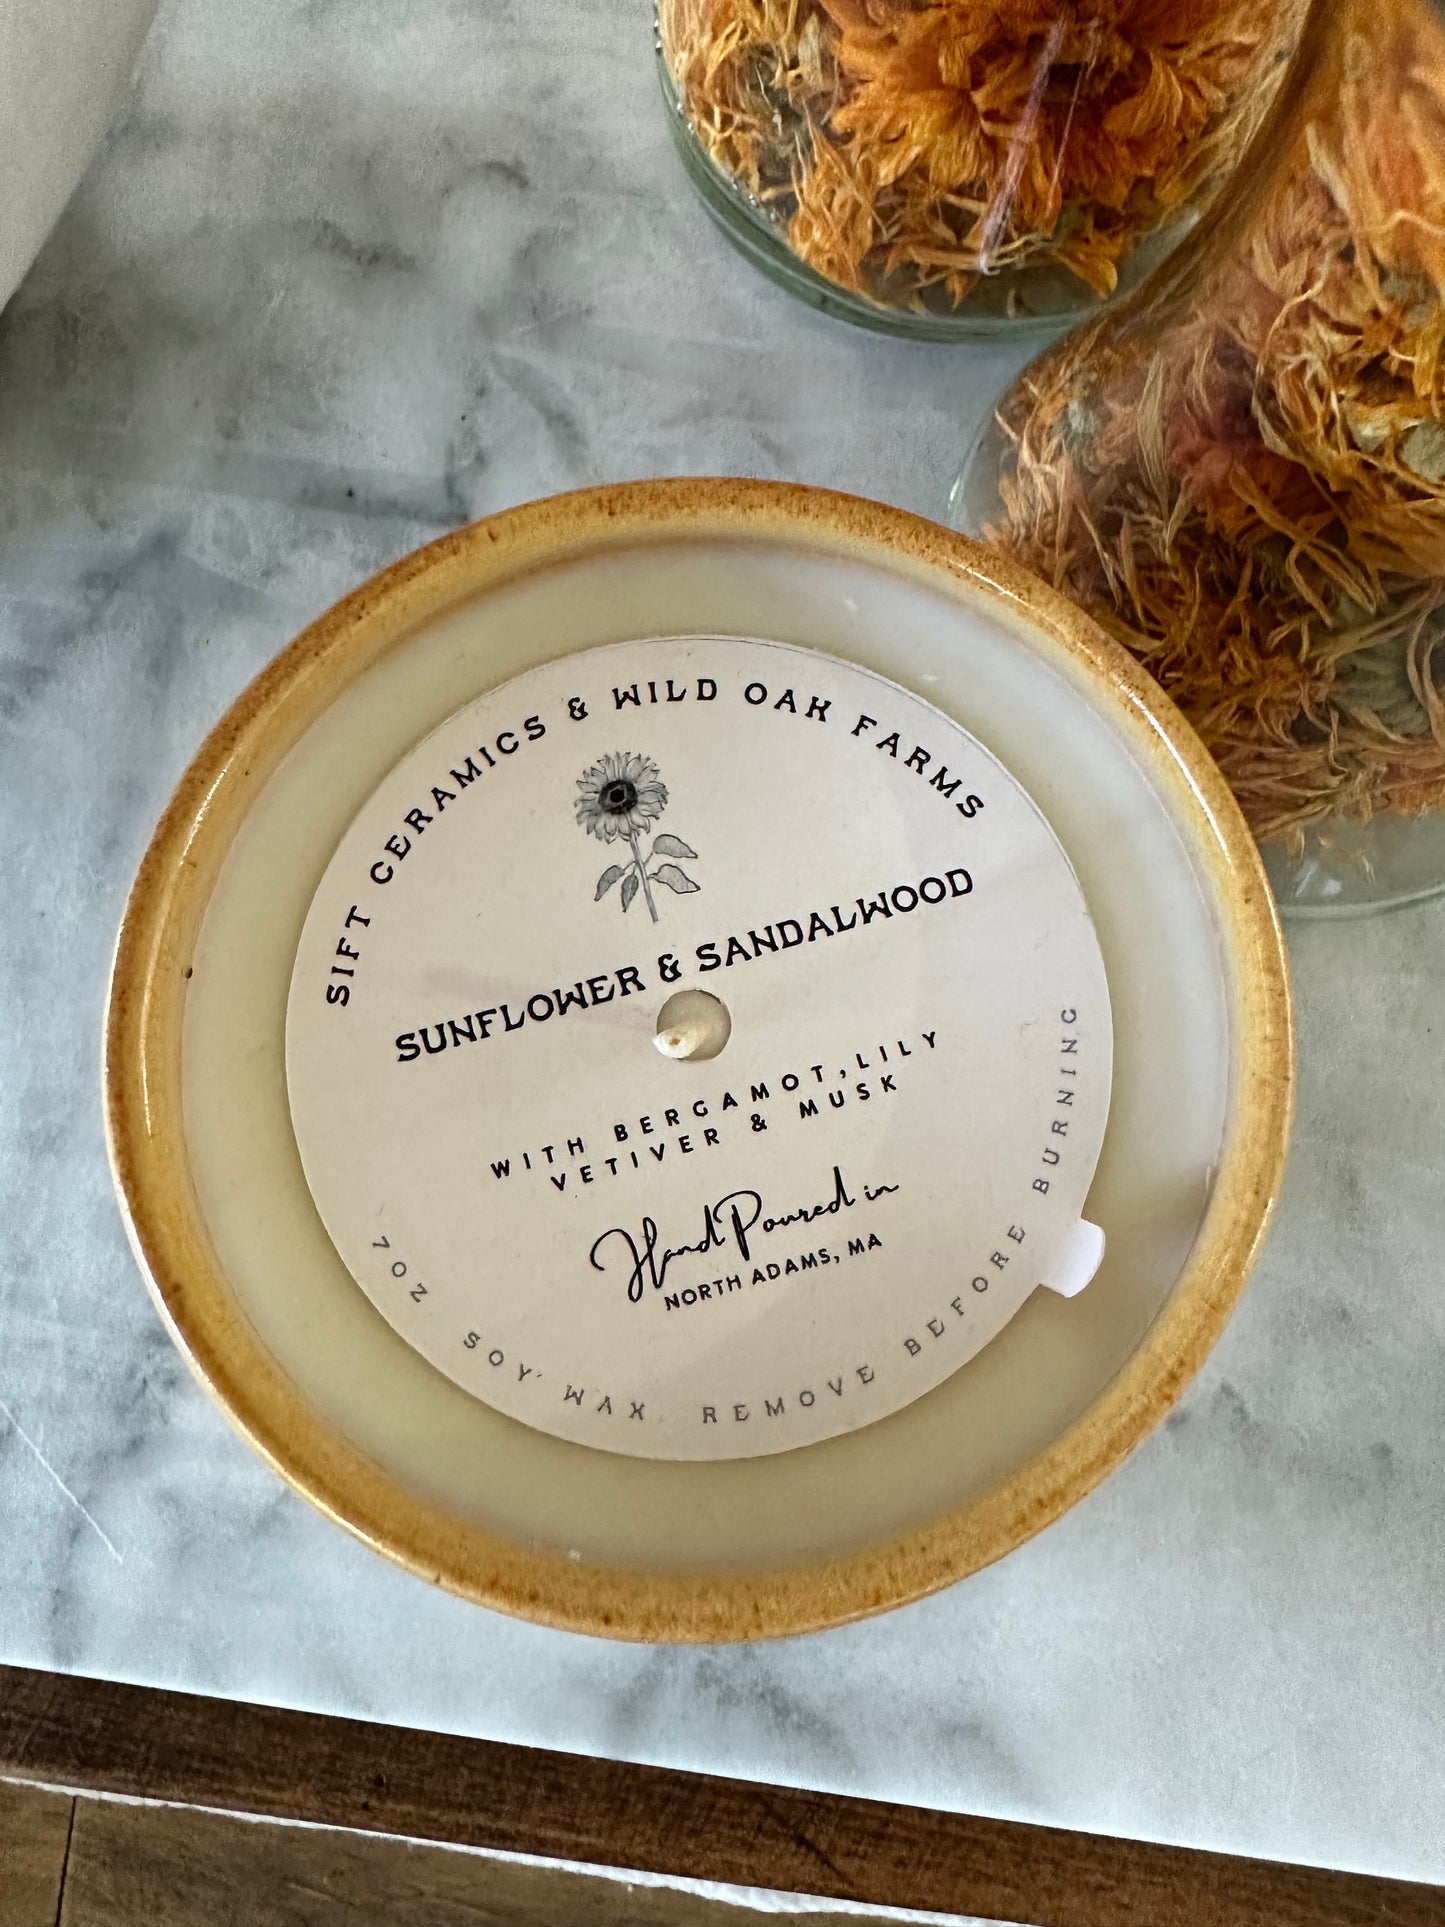 SIFT CERAMICS & WILD OAK FARMS
SUNFLOWER & SANDALWOOD
WITH BERGAMOT, LILY
VETIVER & MUSK
Hand Poured in
NORTH ADAMS, MA
7OZ SOY WAX REMOVE BEFORE BURNING